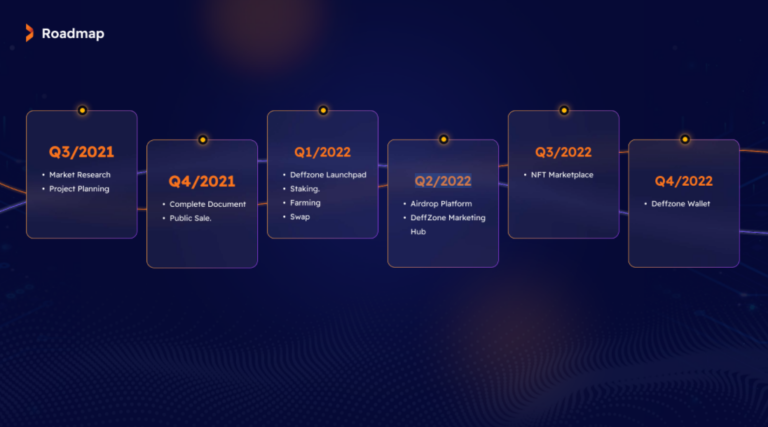 Roadmap
Q3/2021
• Market Research
• Project Planning
Q4/2021
• Complete Document
• Public Sale.
Q1/2022
• Deffzone Launchpad
• Staking.
• Farming
• Swap
Q2/2022
• Airdrop Platform
• DeffZone Marketing
Hub
Q3/2022
• NFT Marketplace
Q4/2022
• Deffzone Wallet